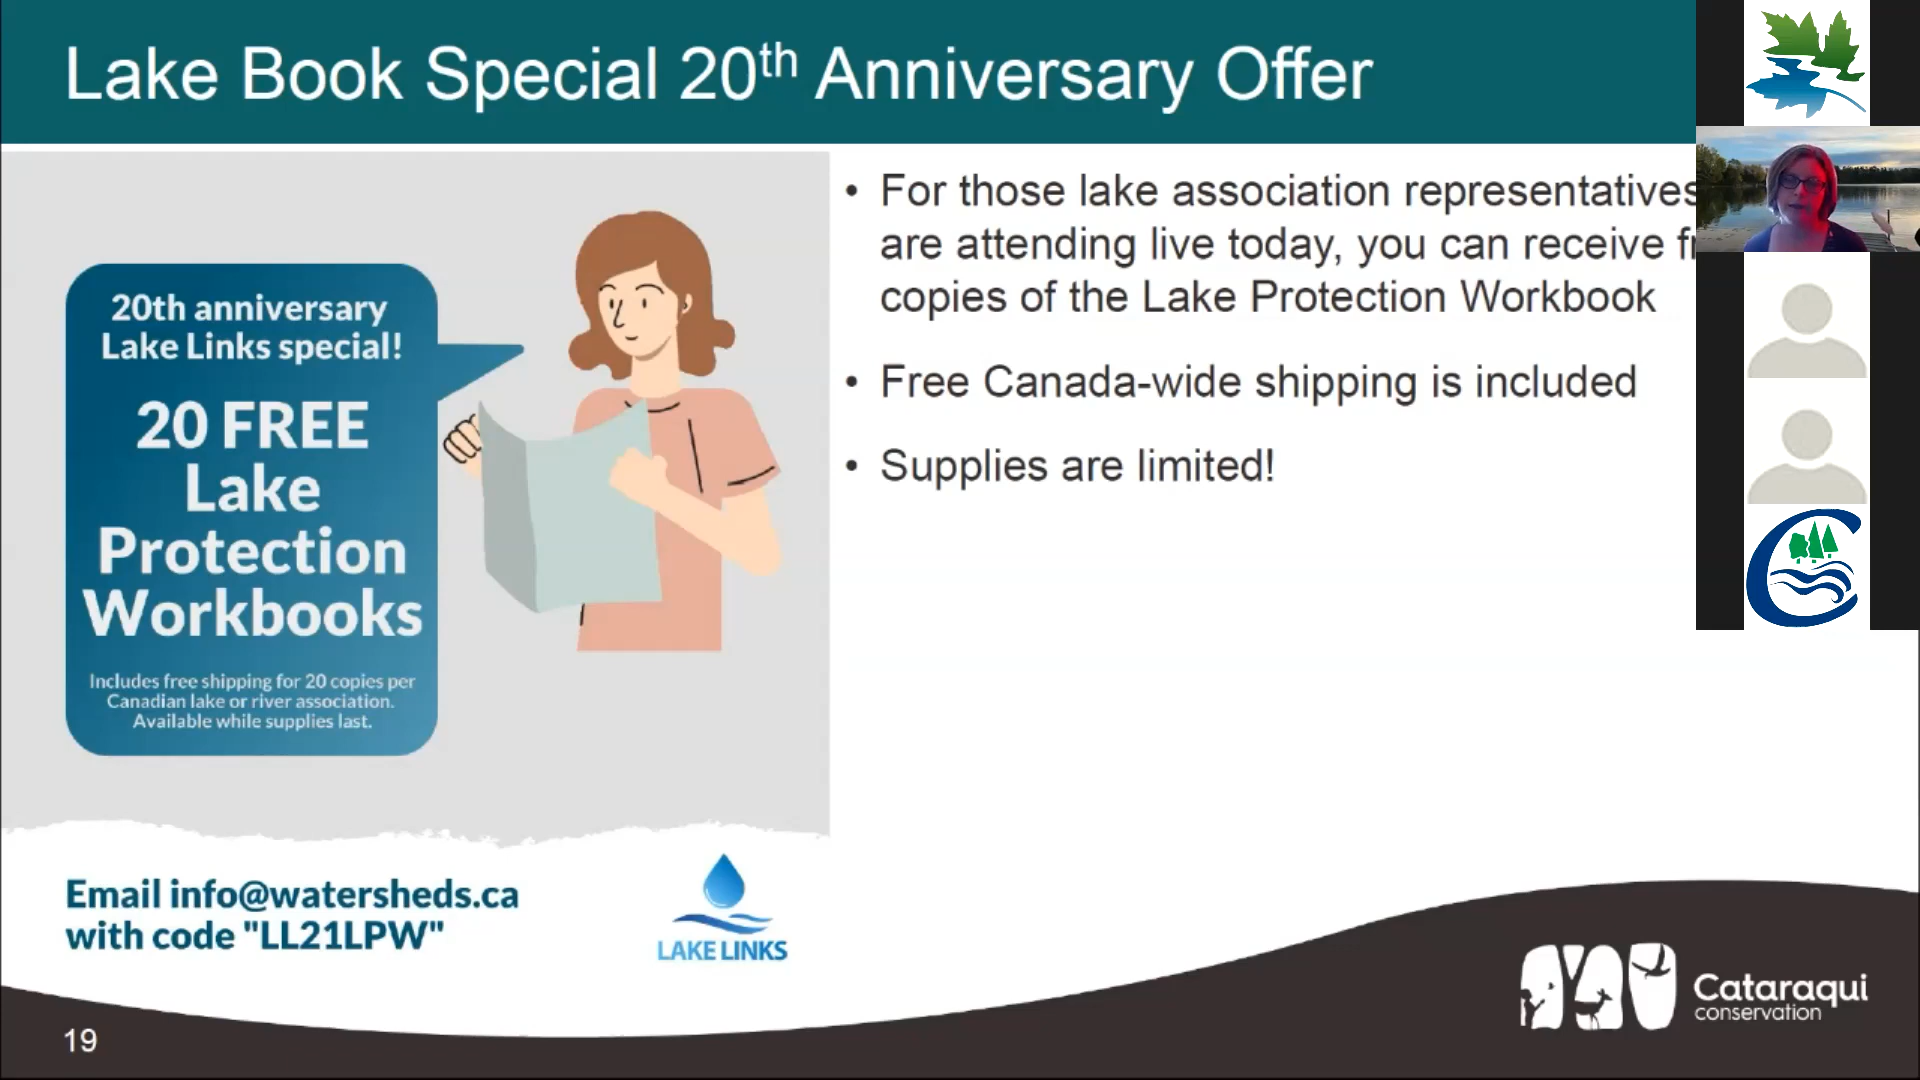 Lake Book Special 20th Anniversary Offer
20th anniversary
Lake Links special!
20 FREE
Lake
Protection
Workbooks
Includes free shipping for 20 copies per
Canadian lake or river association.
Available while supplies last.
Email info@watersheds.ca
with code "LL21LPW"
LAKE LINKS
• For those lake association representatives
are attending live today, you can receive
copies of the Lake Protection Workbook
• Free Canada-wide shipping is included
• Supplies are limited!
Cataraqui
conservation
19